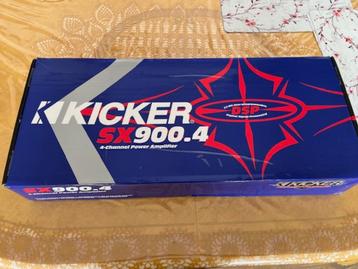 KICKER
SX900.4
4-Channel Power Amplifier
DSP
SX900.4
KICKER